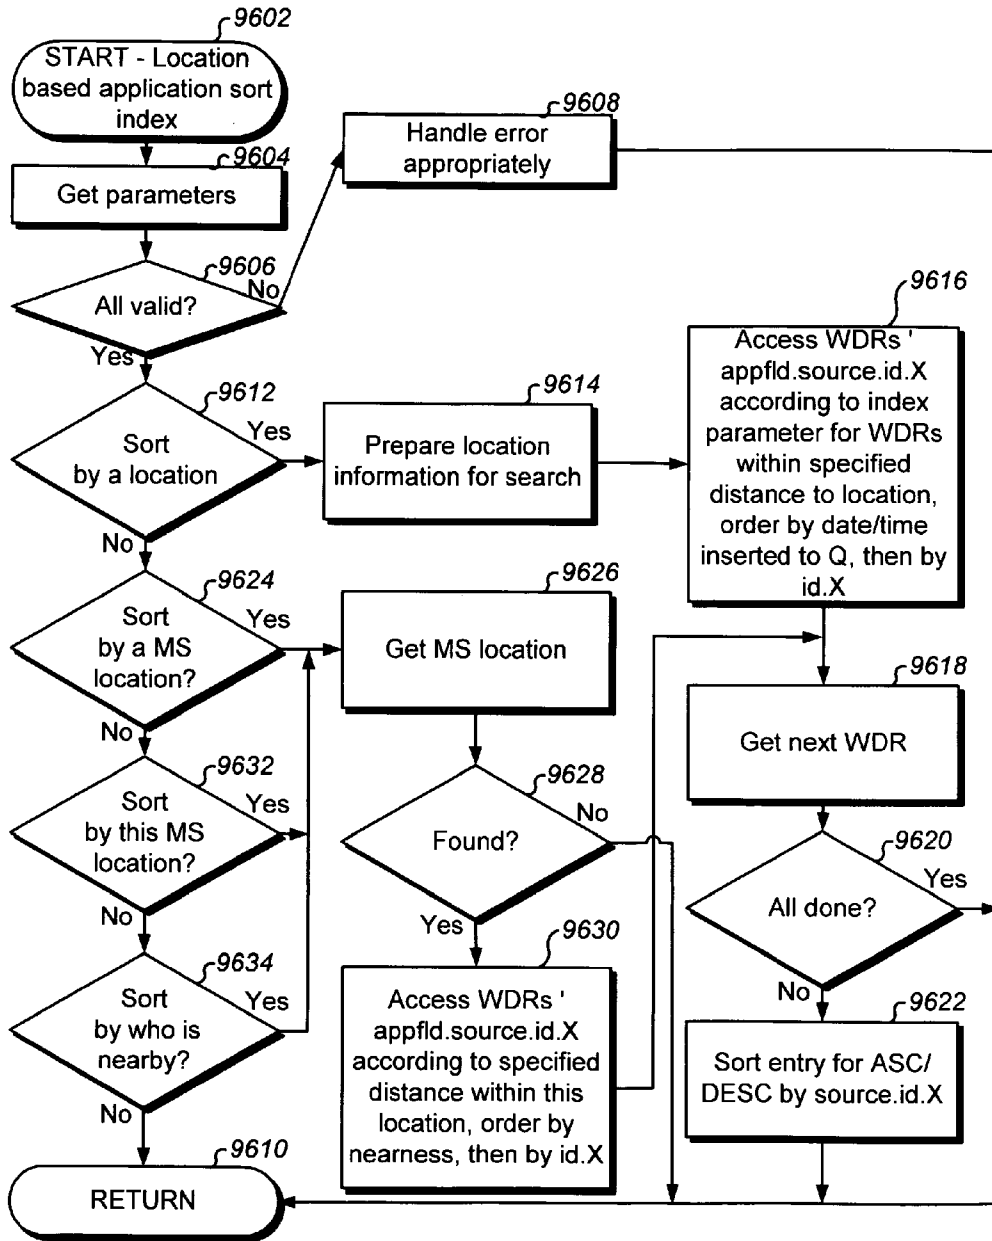 9602
START - Location
based application sort
index
9604
Get parameters
9606
All valid?
No
Yes
9608
Handle error
appropriately
9612
Sort
by a location
Yes
No
9614
Prepare location
information for search
9616
Access WDRs '
appfld.source.id.X
according to index
parameter for WDRs
within specified
distance to location,
order by date/time
inserted to Q, then by
id.X
9624
Sort
by a MS
location?
Yes
No
9626
Get MS location
9618
Get next WDR
9632
Sort
by this MS
location?
Yes
No
9628
Found?
No
Yes
9620
All done?
Yes
No
9634
Sort
by who is
nearby?
Yes
No
9630
Access WDRs '
appfld.source.id.X
according to specified
distance within this
location, order by
nearness, then by id.X
9622
Sort entry for ASC/
DESC by source.id.X
9610
RETURN